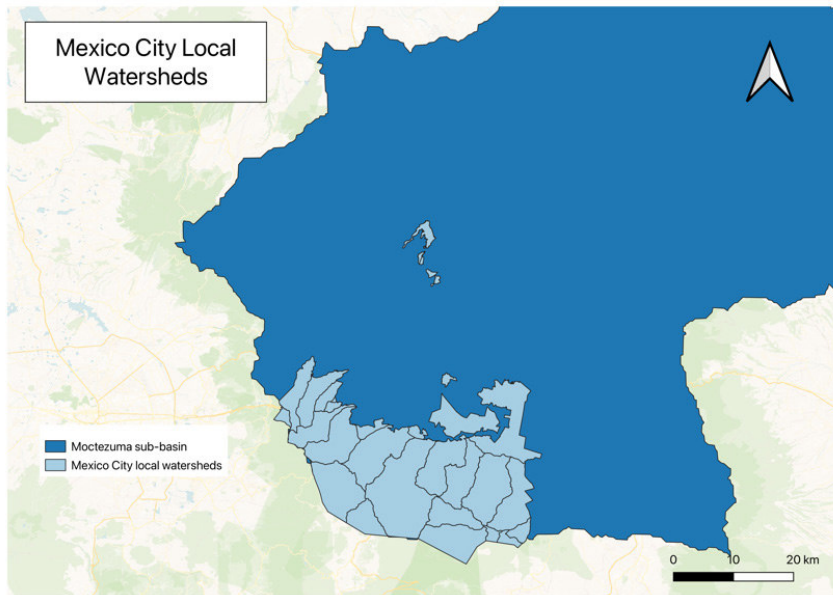 Mexico City Local
Watersheds
Moctezuma sub-basin
Mexico City local watersheds
0 10 20 km